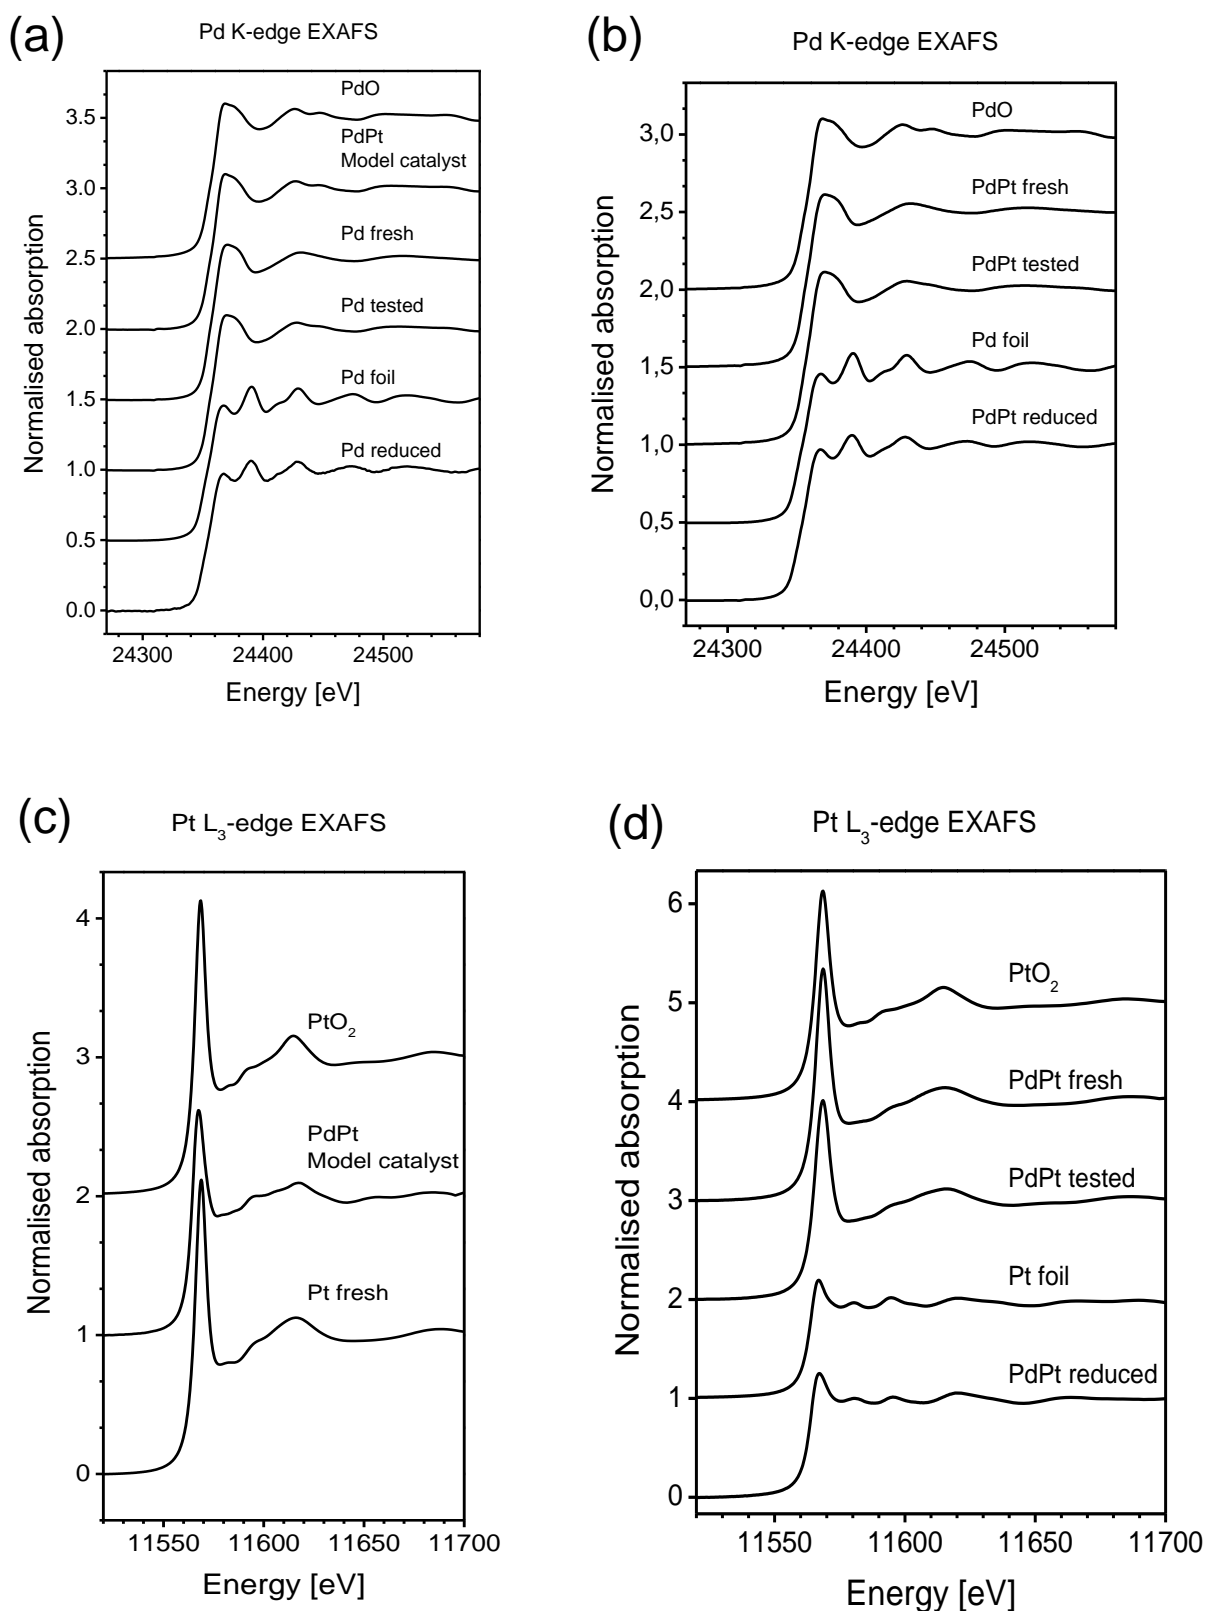 (a)
Pd K-edge EXAFS
Normalised absorption
3.5
3.0
2.5
2.0
1.5
1.0
0.5
0.0
PdO
PdPt
Model catalyst
Pd fresh
Pd tested
Pd foil
Pd reduced
24300 24400 24500
Energy [eV]
(b)
Pd K-edge EXAFS
Normalised absorption
3,0
2,5
2,0
1,5
1,0
0,5
0,0
PdO
PdPt fresh
PdPt tested
Pd foil
PdPt reduced
24300 24400 24500
Energy [eV]
(c)
Pt L3-edge EXAFS
Normalised absorption
4
3
2
1
0
PtO2
PdPt
Model catalyst
Pt fresh
11550 11600 11650 11700
Energy [eV]
(d)
Pt L3-edge EXAFS
Normalised absorption
6
5
4
3
2
1
0
PtO2
PdPt fresh
PdPt tested
Pt foil
PdPt reduced
11550 11600 11650 11700
Energy [eV]